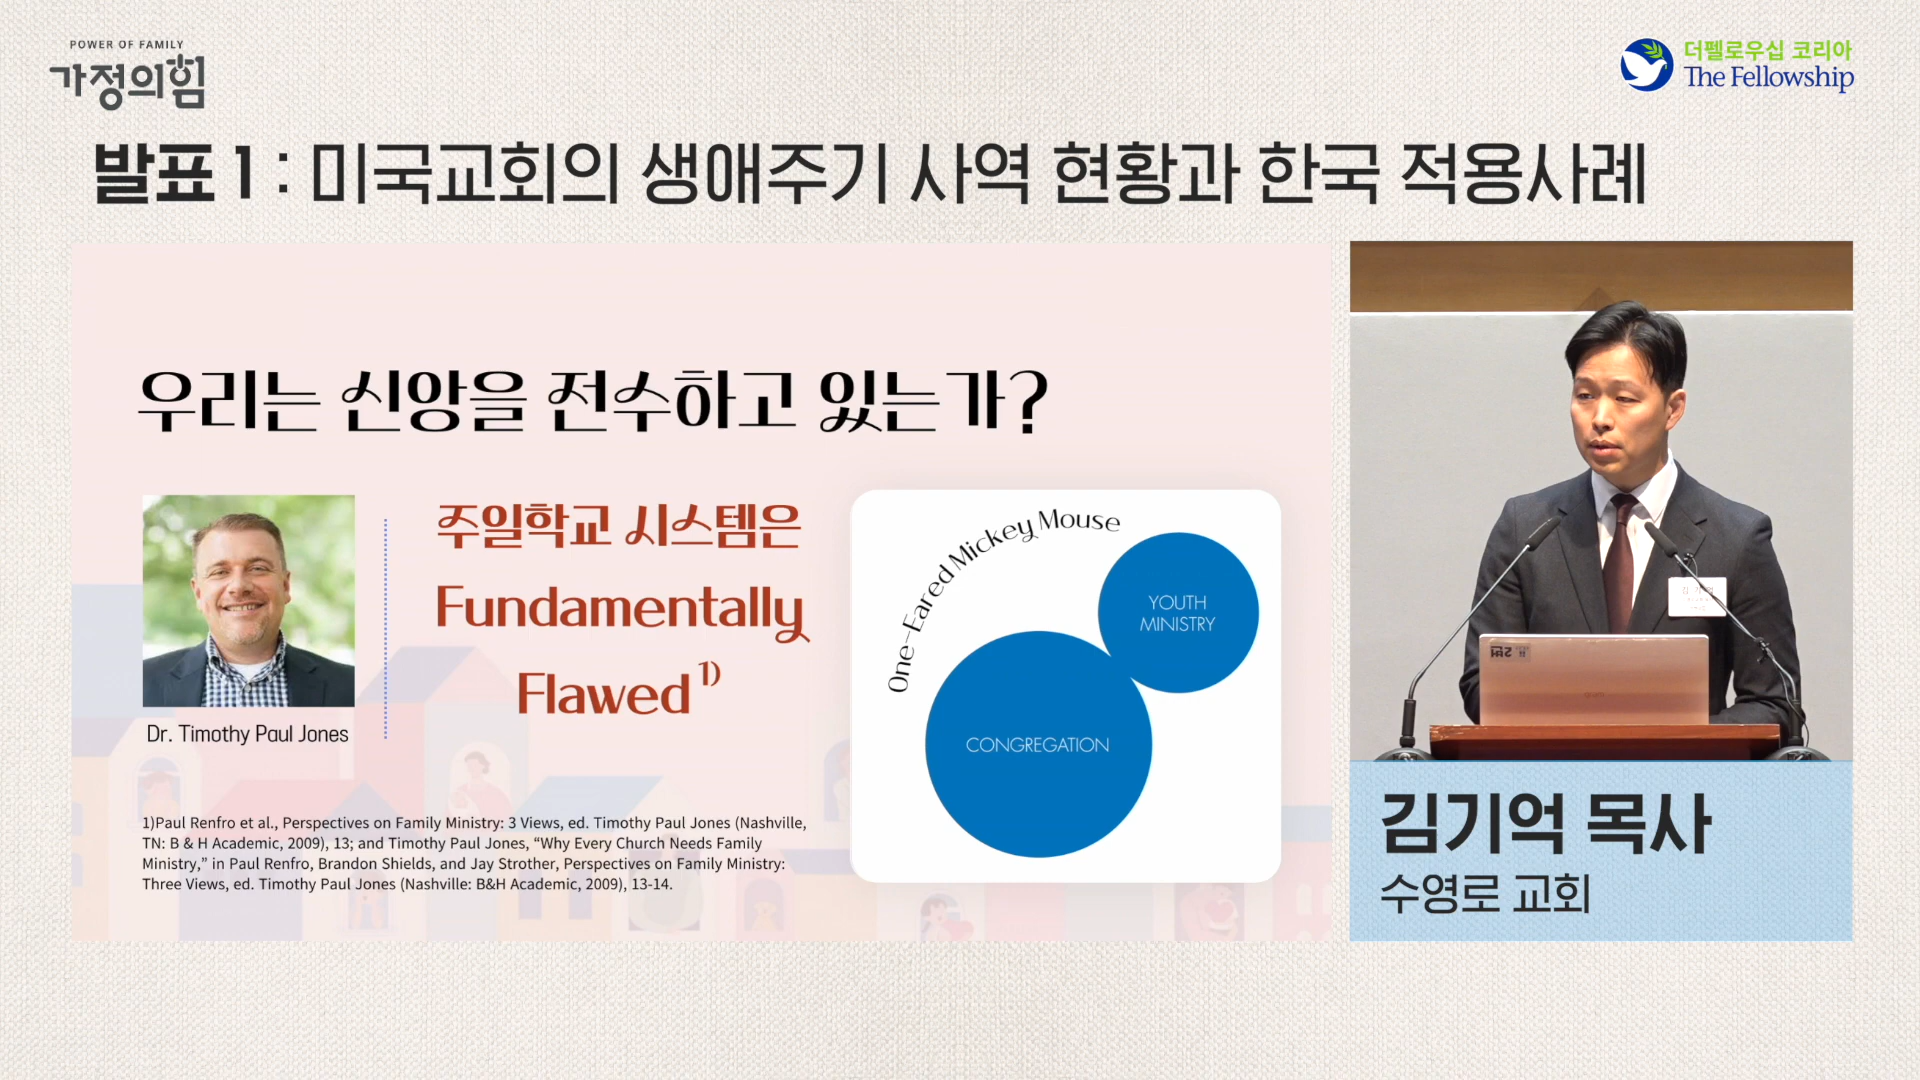 POWER OF FAMILY
가정의힘
더펠로우십 코리아
The Fellowship
발표 1 : 미국교회의 생애주기 사역 현황과 한국 적용사례
우리는 신앙을 전수하고 있는가?
주일학교 시스템은
Fundamentally
Flawed 1)
Dr. Timothy Paul Jones
One-Eared Mickey Mouse
YOUTH
MINISTRY
CONGREGATION
1)Paul Renfro et al., Perspectives on Family Ministry: 3 Views, ed. Timothy Paul Jones (Nashville,
TN: B & H Academic, 2009), 13; and Timothy Paul Jones, “Why Every Church Needs Family
Ministry,” in Paul Renfro, Brandon Shields, and Jay Strother, Perspectives on Family Ministry:
Three Views, ed. Timothy Paul Jones (Nashville: B&H Academic, 2009), 13-14.
김기억 목사
수영로 교회